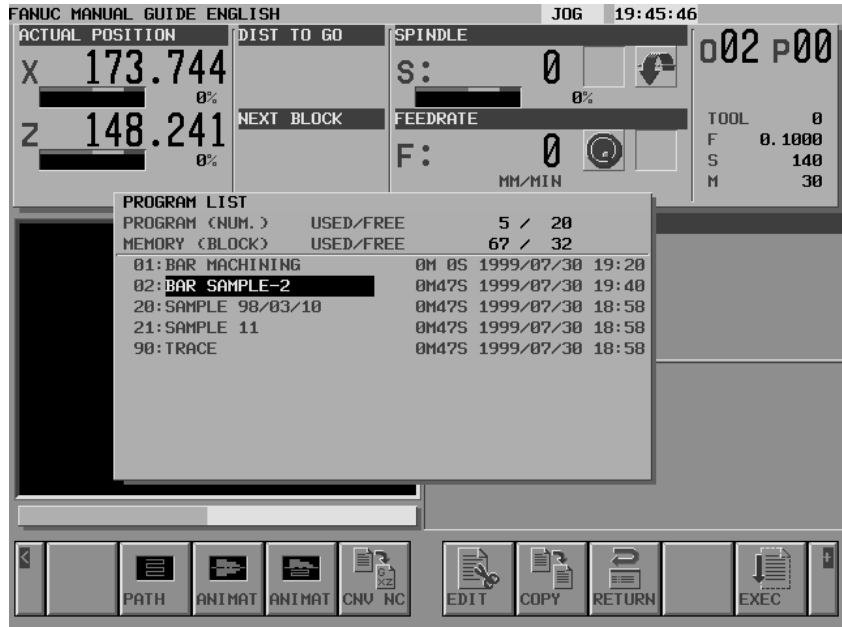 FANUC MANUAL GUIDE ENGLISH JOG 19:45:46
ACTUAL POSITION DIST TO GO SPINDLE O02 P00
X 173.744 S: 0
0% 0%
Z 148.241 NEXT BLOCK FEEDRATE TOOL 0
0% F: 0 F 0.1000
MM/MIN S 140
M 30
PROGRAM LIST
PROGRAM (NUM.) USED/FREE 5 / 20
MEMORY (BLOCK) USED/FREE 67 / 32
01:BAR MACHINING 0M 0S 1999/07/30 19:20
02:BAR SAMPLE-2 0M47S 1999/07/30 19:40
20:SAMPLE 98/03/10 0M47S 1999/07/30 18:58
21:SAMPLE 11 0M47S 1999/07/30 18:58
90:TRACE 0M47S 1999/07/30 18:58
< +
G
XZ
PATH ANIMAT ANIMAT CNV NC EDIT COPY RETURN EXEC